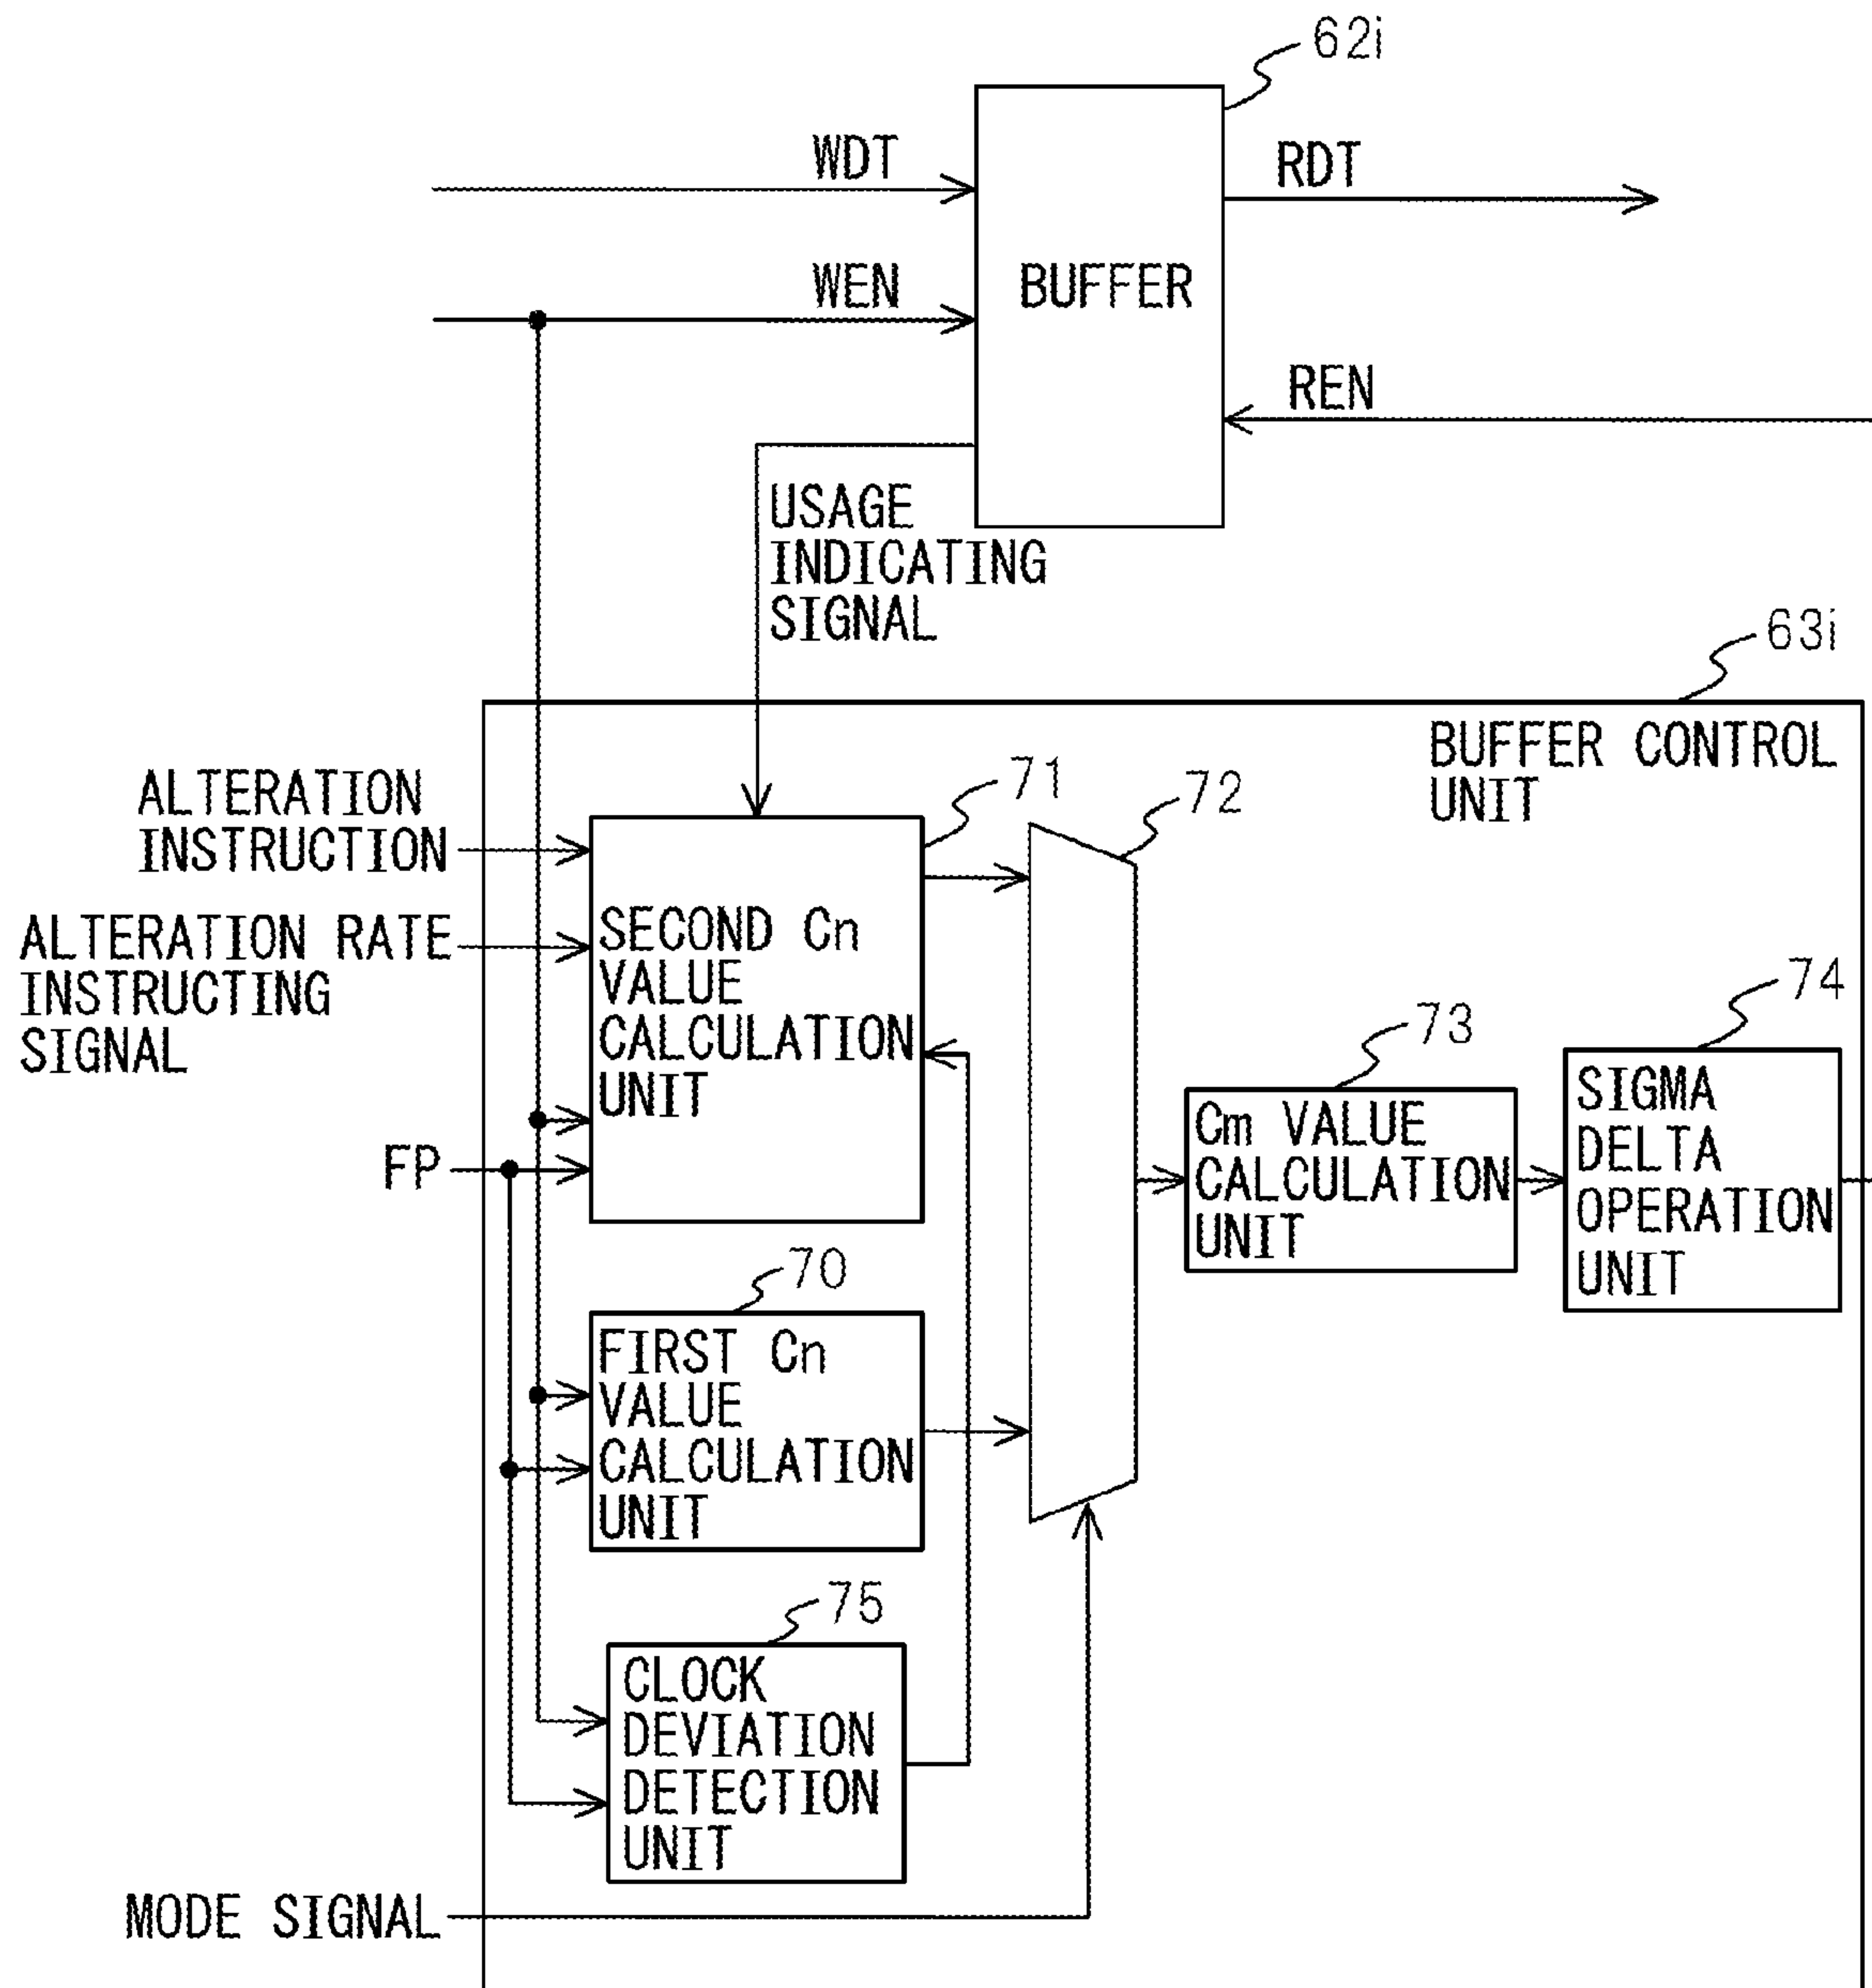 62i
WDT
RDT
WEN
BUFFER
REN
USAGE
INDICATING
SIGNAL
63i
BUFFER CONTROL
UNIT
ALTERATION
INSTRUCTION
71
72
ALTERATION RATE
INSTRUCTING
SIGNAL
SECOND Cn
VALUE
CALCULATION
UNIT
FP
73
Cm VALUE
CALCULATION
UNIT
74
SIGMA
DELTA
OPERATION
UNIT
70
FIRST Cn
VALUE
CALCULATION
UNIT
75
CLOCK
DEVIATION
DETECTION
UNIT
MODE SIGNAL